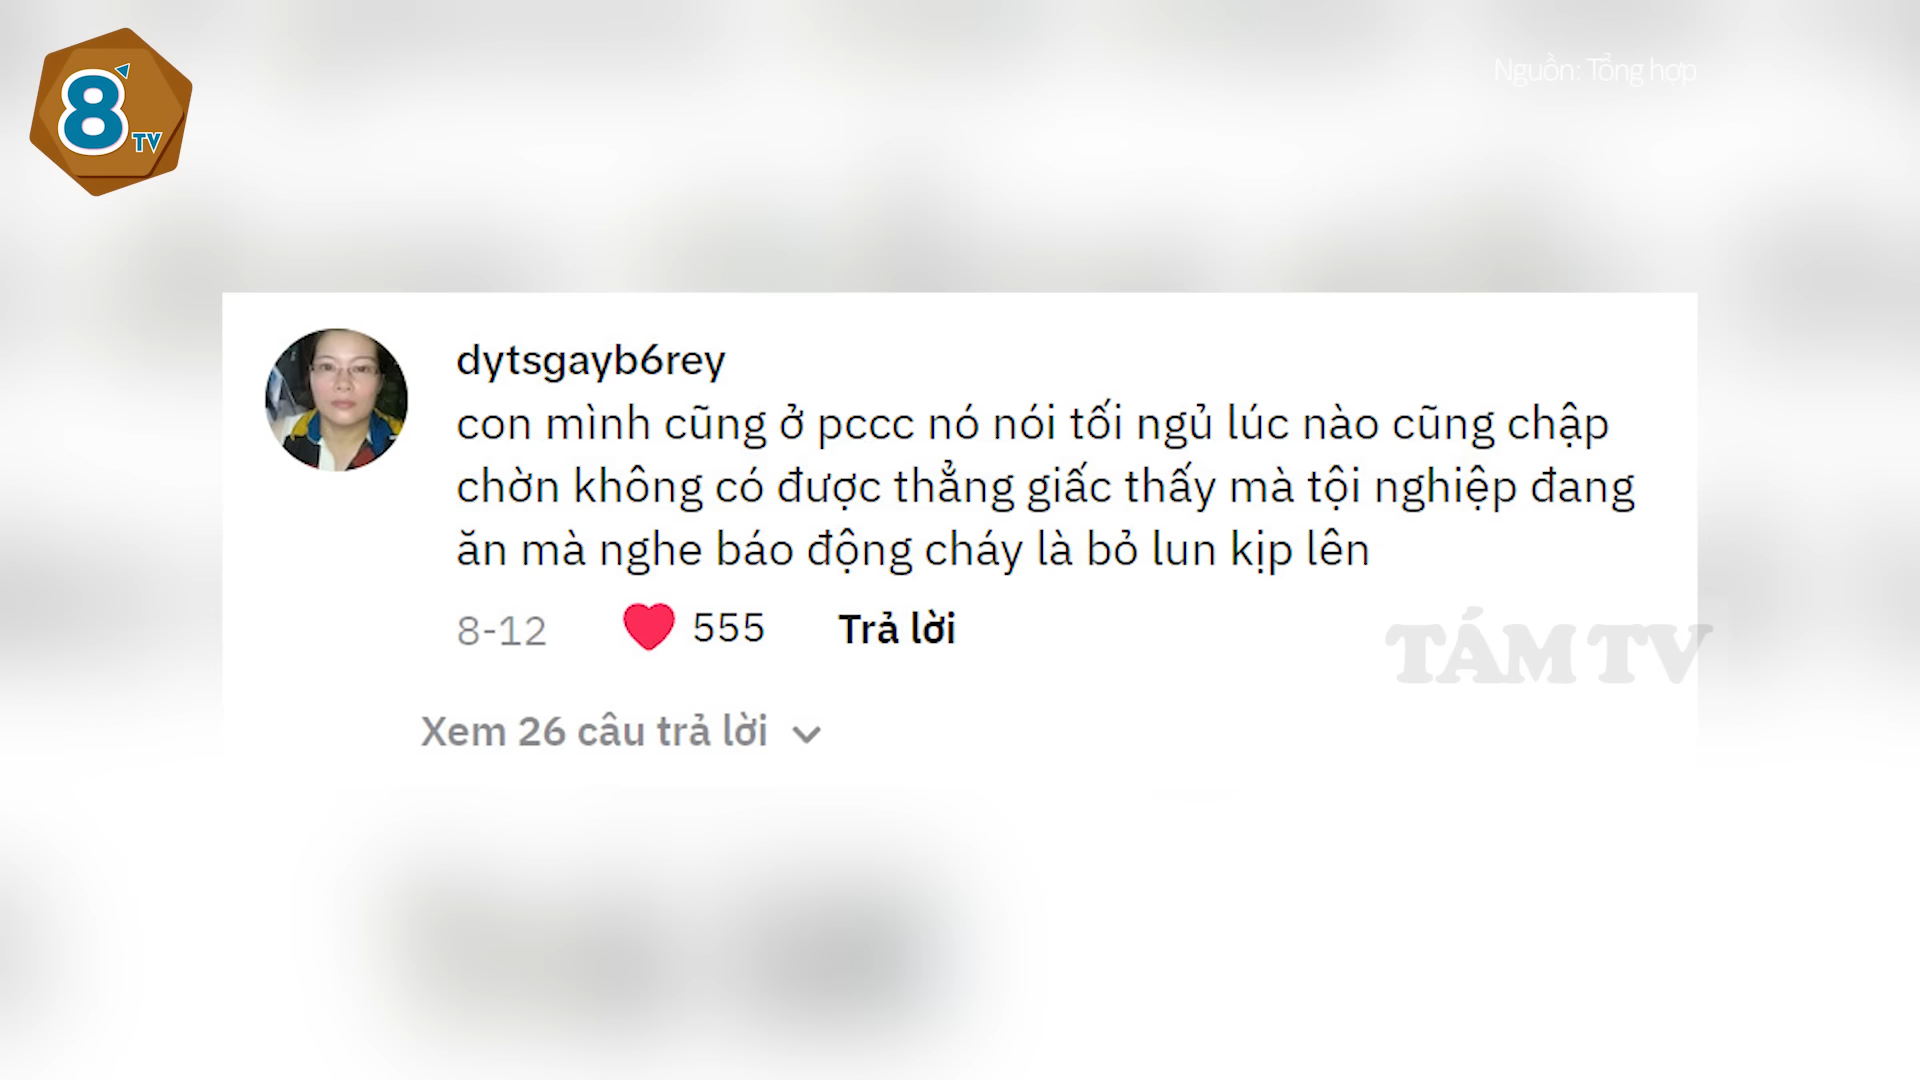 8 TV
Nguồn: Tổng hợp
dytsgayb6rey
con mình cũng ở pccc nó nói tối ngủ lúc nào cũng chập
chờn không có được thẳng giấc thấy mà tội nghiệp đang
ăn mà nghe báo động cháy là bỏ lun kịp lên
8-12 555 Trả lời
TÁM TV
Xem 26 câu trả lời